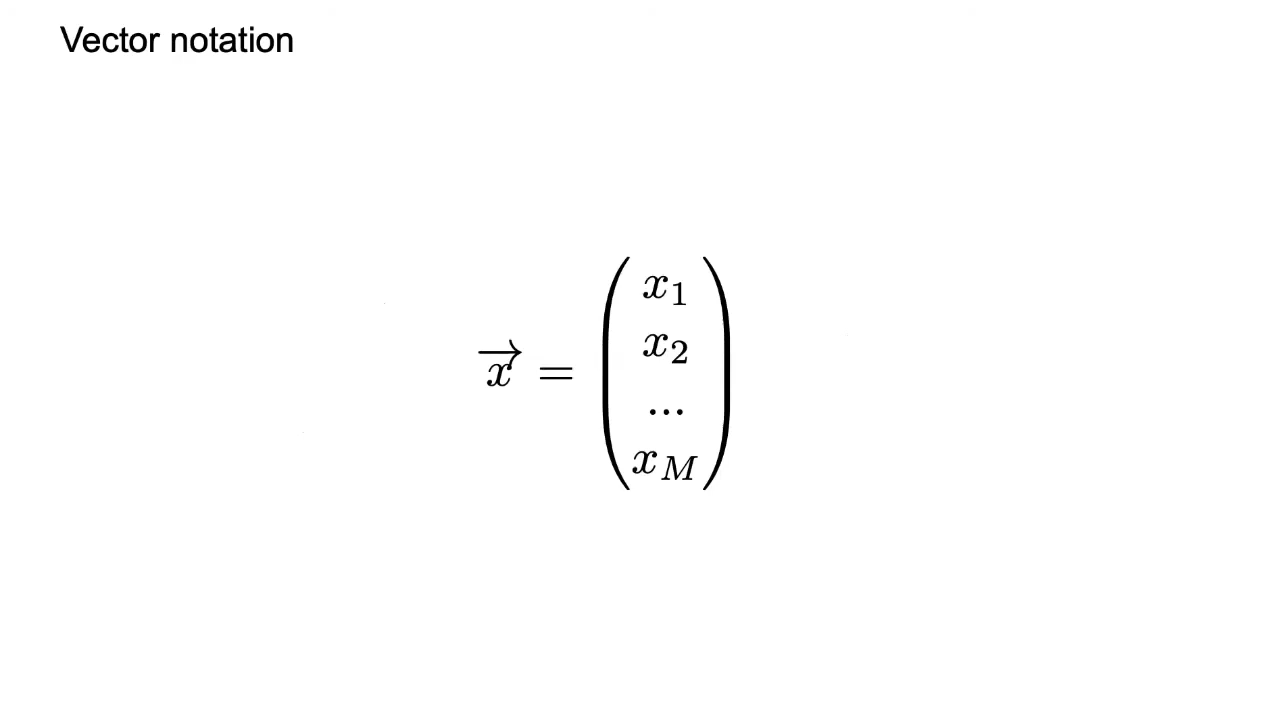 Vector notation
x₁
x₂
→x =
...
x_M